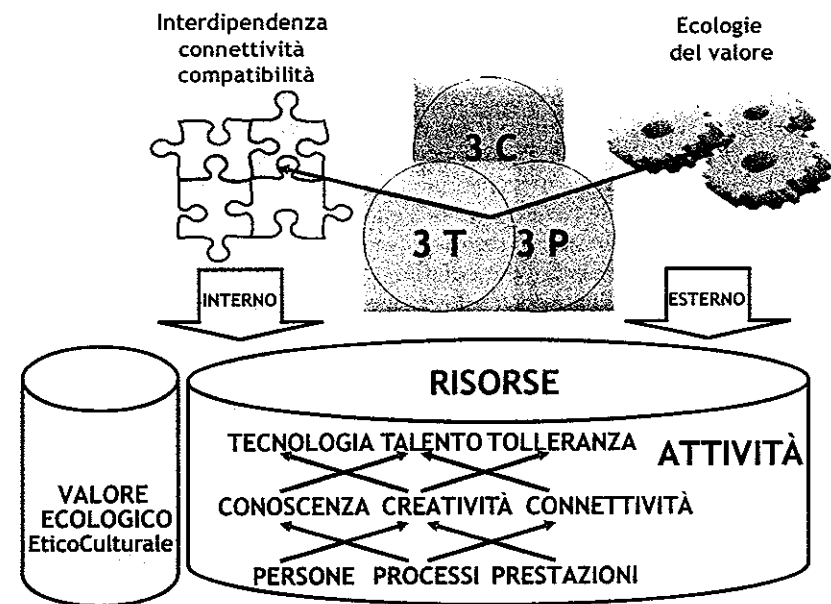 Interdipendenza
connettività
compatibilità
Ecologie
del valore
3 C
3 T
3 P
INTERNO
ESTERNO
RISORSE
TECNOLOGIA TALENTO TOLLERANZA
ATTIVITÀ
CONOSCENZA CREATIVITÀ CONNETTIVITÀ
PERSONE PROCESSI PRESTAZIONI
VALORE
ECOLOGICO
EticoCulturale